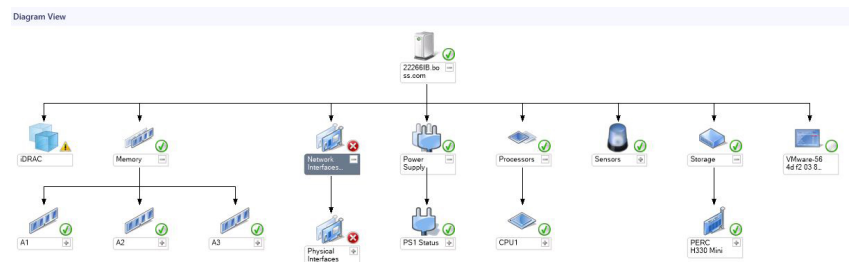 Diagram View
22266IB.bo
ss.com
iDRAC
Memory
Network
Interfaces...
Power
Supply
Processors
Sensors
Storage
VMware-56
4d f2 03 8...
A1
A2
A3
Physical
Interfaces
PS1 Status
CPU1
PERC
H330 Mini